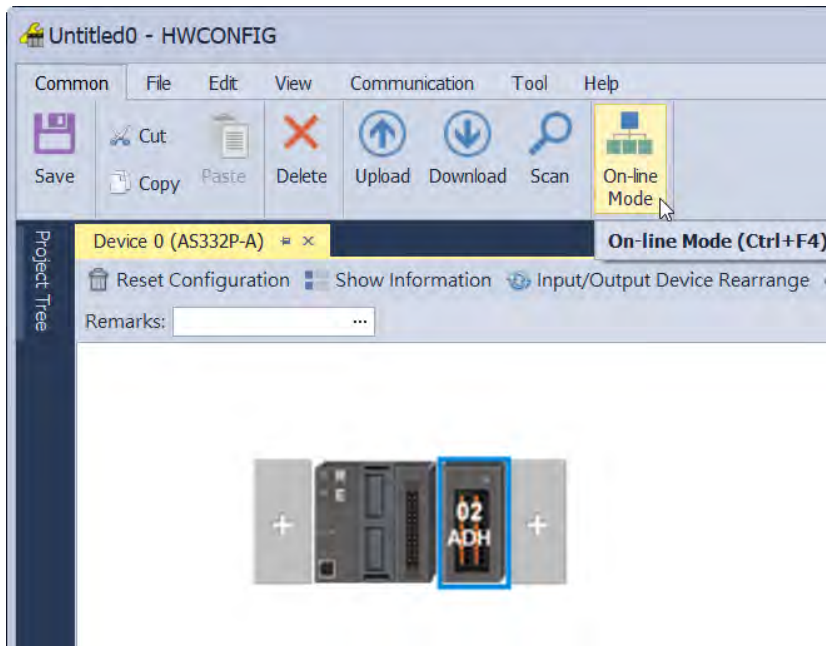 Untitled0 - HWCONFIG
Common File Edit View Communication Tool Help
Cut
Save Copy Paste Delete Upload Download Scan On-line
Mode
Project Tree
Device 0 (AS332P-A)
On-line Mode (Ctrl+F4)
Reset Configuration Show Information Input/Output Device Rearrange
Remarks: ...
R
E
02
ADH
+ +